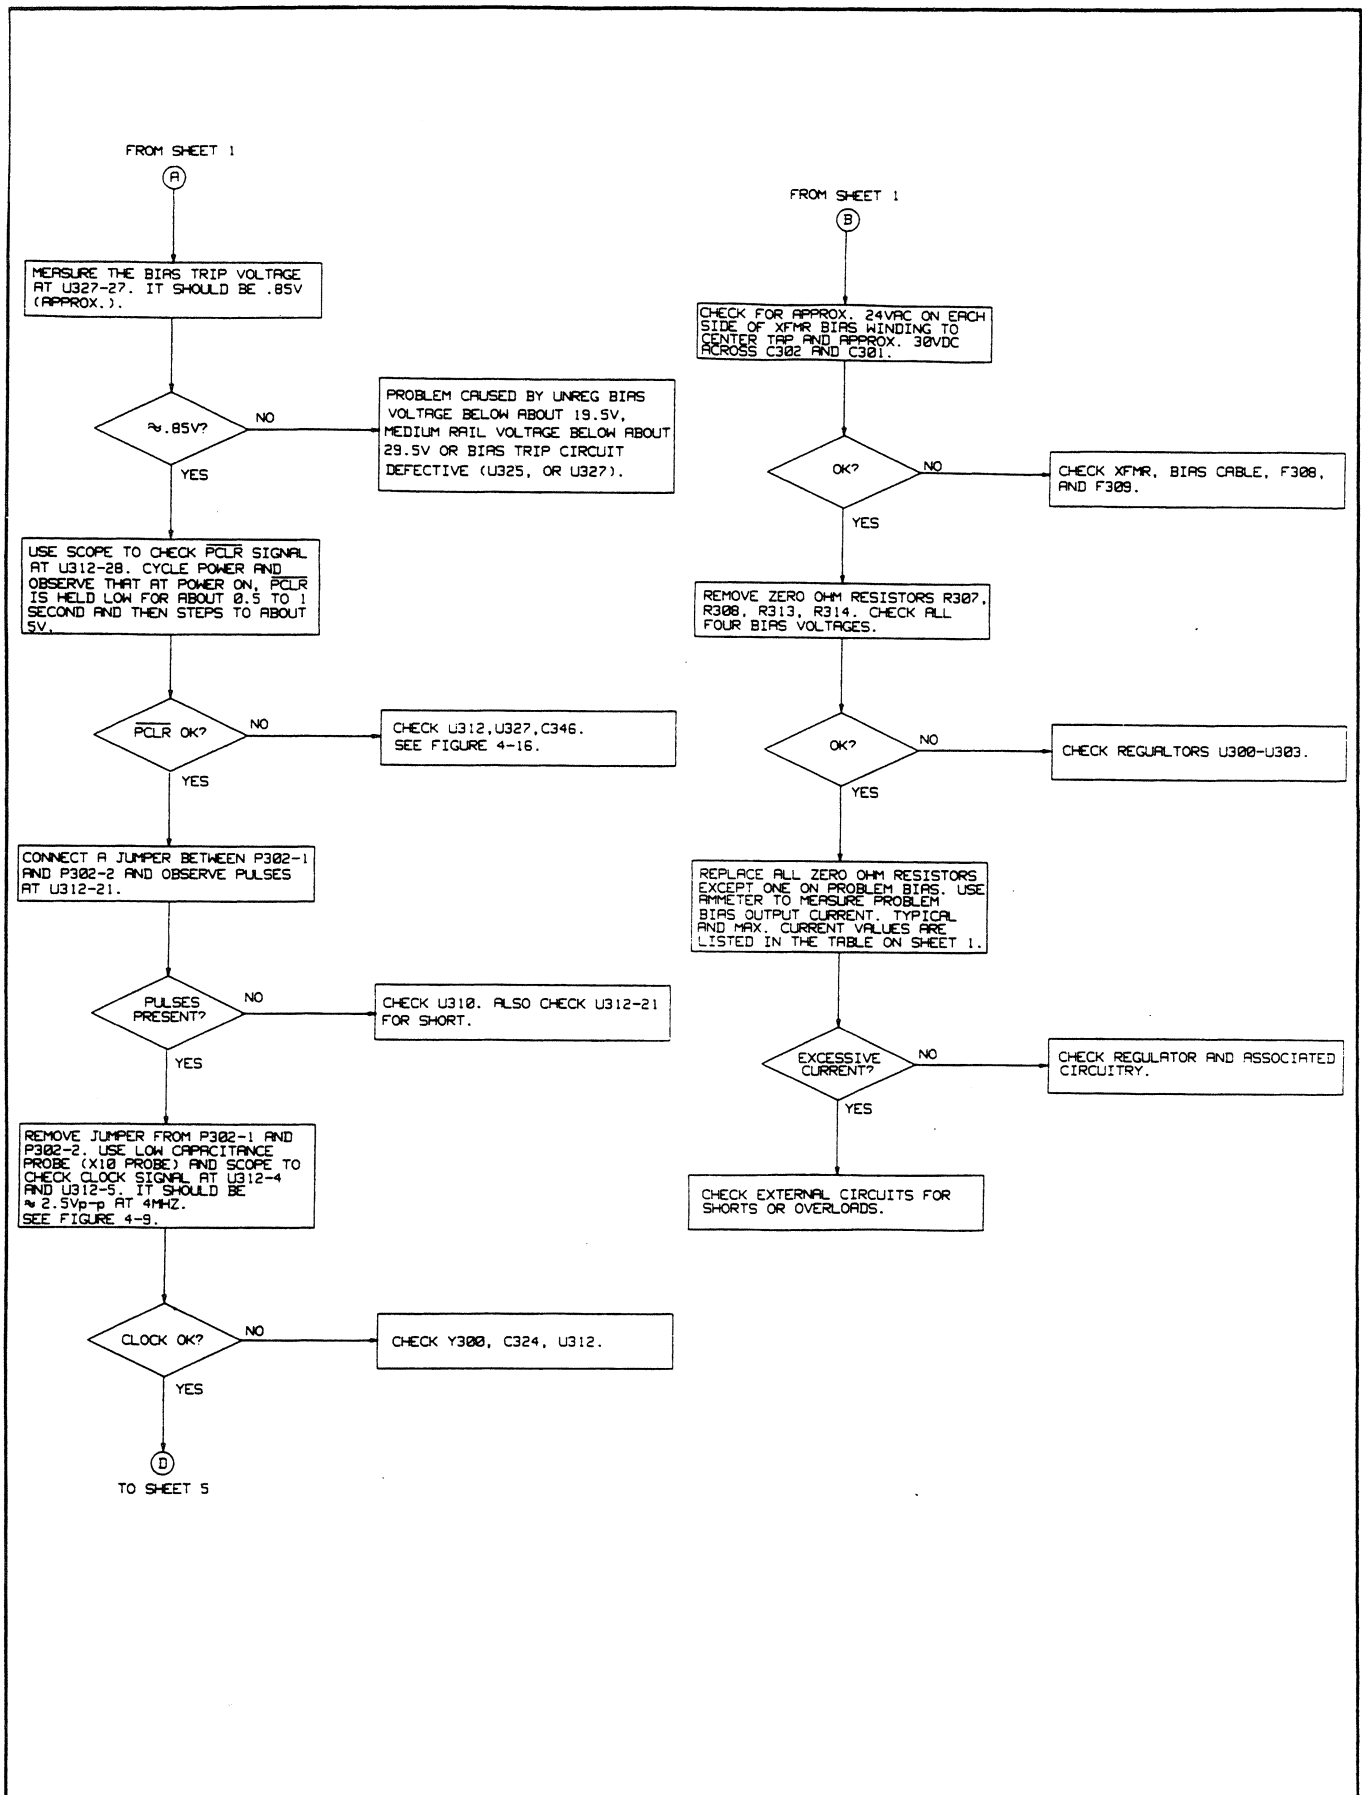 FROM SHEET 1
A
MEASURE THE BIAS TRIP VOLTAGE
AT U327-27. IT SHOULD BE .85V
(APPROX.).
≈.85V?
NO
PROBLEM CAUSED BY UNREG BIAS
VOLTAGE BELOW ABOUT 19.5V,
MEDIUM RAIL VOLTAGE BELOW ABOUT
29.5V OR BIAS TRIP CIRCUIT
DEFECTIVE (U325, OR U327).
YES
USE SCOPE TO CHECK PCLR SIGNAL
AT U312-28. CYCLE POWER AND
OBSERVE THAT AT POWER ON, PCLR
IS HELD LOW FOR ABOUT 0.5 TO 1
SECOND AND THEN STEPS TO ABOUT
5V.
PCLR OK?
NO
CHECK U312,U327,C346.
SEE FIGURE 4-16.
YES
CONNECT A JUMPER BETWEEN P302-1
AND P302-2 AND OBSERVE PULSES
AT U312-21.
PULSES
PRESENT?
NO
CHECK U310. ALSO CHECK U312-21
FOR SHORT.
YES
REMOVE JUMPER FROM P302-1 AND
P302-2. USE LOW CAPACITANCE
PROBE (X10 PROBE) AND SCOPE TO
CHECK CLOCK SIGNAL AT U312-4
AND U312-5. IT SHOULD BE
≈ 2.5Vp-p AT 4MHZ.
SEE FIGURE 4-9.
CLOCK OK?
NO
CHECK Y300, C324, U312.
YES
D
TO SHEET 5
FROM SHEET 1
B
CHECK FOR APPROX. 24VAC ON EACH
SIDE OF XFMR BIAS WINDING TO
CENTER TAP AND APPROX. 30VDC
ACROSS C302 AND C301.
OK?
NO
CHECK XFMR, BIAS CABLE, F308,
AND F309.
YES
REMOVE ZERO OHM RESISTORS R307,
R308, R313, R314. CHECK ALL
FOUR BIAS VOLTAGES.
OK?
NO
CHECK REGUALTORS U300-U303.
YES
REPLACE ALL ZERO OHM RESISTORS
EXCEPT ONE ON PROBLEM BIAS. USE
AMMETER TO MEASURE PROBLEM
BIAS OUTPUT CURRENT. TYPICAL
AND MAX. CURRENT VALUES ARE
LISTED IN THE TABLE ON SHEET 1.
EXCESSIVE
CURRENT?
NO
CHECK REGULATOR AND ASSOCIATED
CIRCUITRY.
YES
CHECK EXTERNAL CIRCUITS FOR
SHORTS OR OVERLOADS.